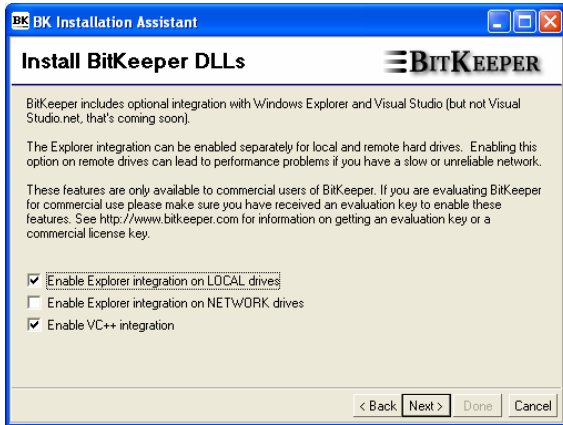 BK BK Installation Assistant
Install BitKeeper DLLs
BITKEEPER
BitKeeper includes optional integration with Windows Explorer and Visual Studio (but not Visual
Studio.net, that's coming soon).
The Explorer integration can be enabled separately for local and remote hard drives. Enabling this
option on remote drives can lead to performance problems if you have a slow or unreliable network.
These features are only available to commercial users of BitKeeper. If you are evaluating BitKeeper
for commercial use please make sure you have received an evaluation key to enable these
features. See http://www.bitkeeper.com for information on getting an evaluation key or a
commercial license key.
Enable Explorer integration on LOCAL drives
Enable Explorer integration on NETWORK drives
Enable VC++ integration
< Back Next > Done Cancel